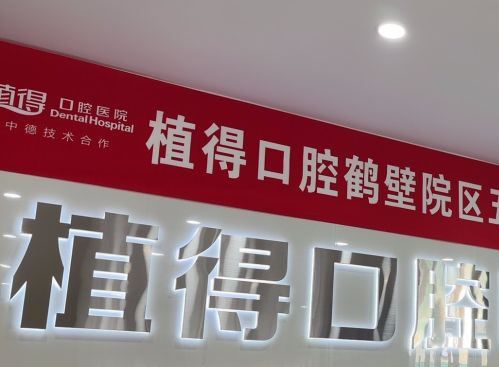 植得 口腔医院
Dental Hospital
中德技术合作
植得口腔鹤壁院区
植得口腔